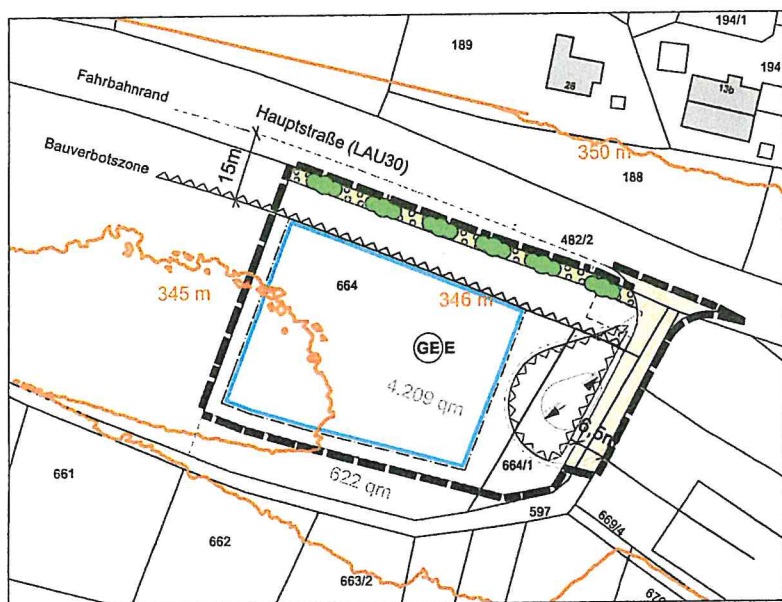 194/1
189
194
Fahrbahnrand
28
13b
Hauptstraße (LAU30)
Bauverbotszone
15m
350 m
188
482/2
345 m
664
346 m
GE E
4.209 qm
6,5m
664/1
661
622 qm
597
669/4
662
663/2